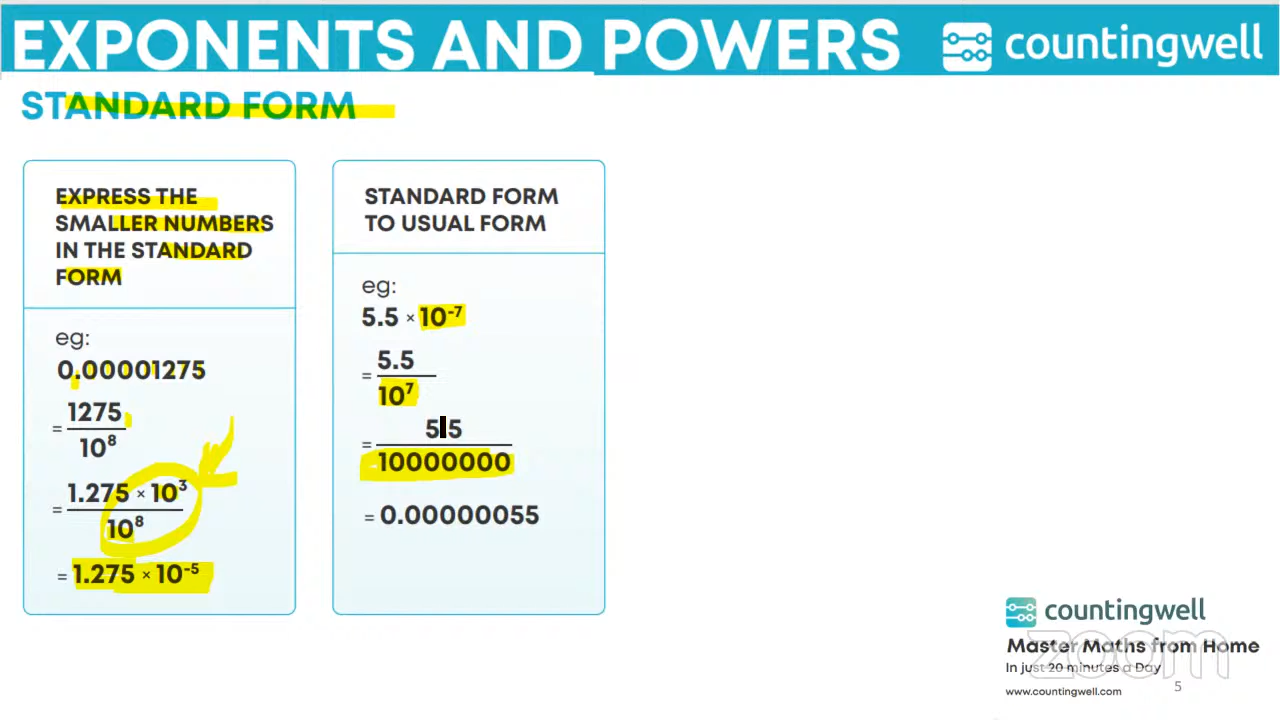 EXPONENTS AND POWERS
countingwell
STANDARD FORM
EXPRESS THE
SMALLER NUMBERS
IN THE STANDARD
FORM
eg:
0.00001275
= 1275
10⁸
= 1.275 × 10³
10⁸
= 1.275 × 10⁻⁵
STANDARD FORM
TO USUAL FORM
eg:
5.5 × 10⁻⁷
= 5.5
10⁷
= 5 5
10000000
= 0.00000055
countingwell
Master Maths from Home
zoom
In just 20 minutes a Day
www.countingwell.com
5